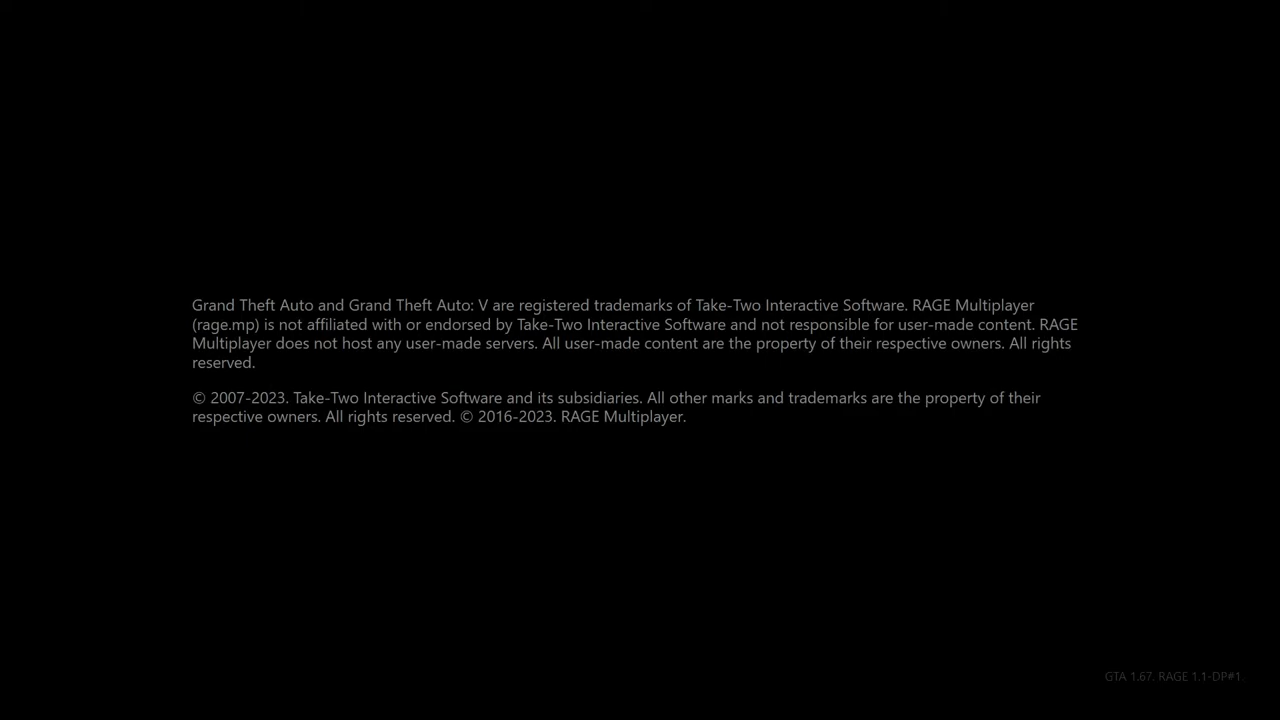 Grand Theft Auto and Grand Theft Auto: V are registered trademarks of Take-Two Interactive Software. RAGE Multiplayer
(rage.mp) is not affiliated with or endorsed by Take-Two Interactive Software and not responsible for user-made content. RAGE
Multiplayer does not host any user-made servers. All user-made content are the property of their respective owners. All rights
reserved.
© 2007-2023. Take-Two Interactive Software and its subsidiaries. All other marks and trademarks are the property of their
respective owners. All rights reserved. © 2016-2023. RAGE Multiplayer.
GTA 1.67. RAGE 1.1-DP#1.